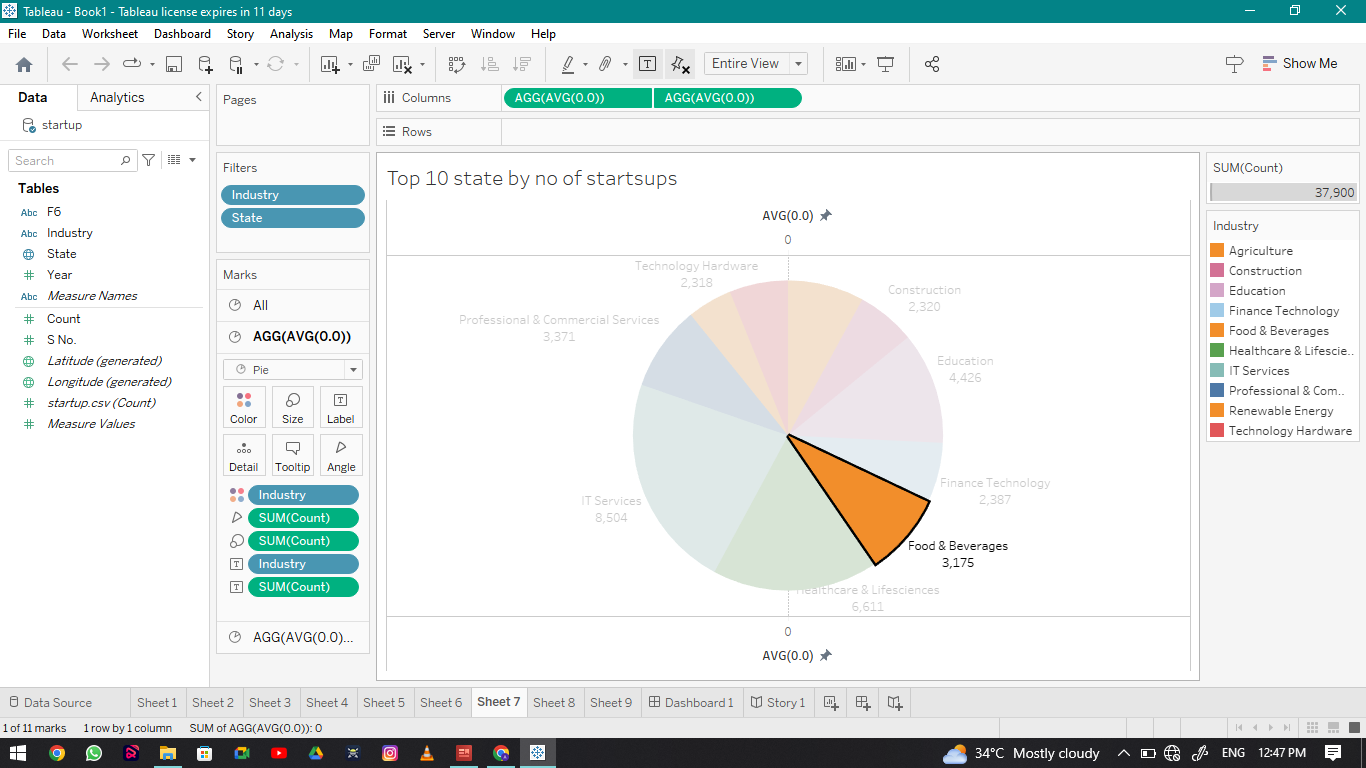 Tableau - Book1 - Tableau license expires in 11 days
File Data Worksheet Dashboard Story Analysis Map Format Server Window Help
Entire View
Show Me
Data Analytics
startup
Search
Tables
Abc F6
Abc Industry
State
# Year
Abc Measure Names
# Count
# S No.
Latitude (generated)
Longitude (generated)
# startup.csv (Count)
# Measure Values
Pages
Filters
Industry
State
Marks
All
AGG(AVG(0.0))
Pie
Color Size Label
Detail Tooltip Angle
Industry
SUM(Count)
SUM(Count)
Industry
SUM(Count)
AGG(AVG(0.0)...
Columns AGG(AVG(0.0)) AGG(AVG(0.0))
Rows
Top 10 state by no of startsups
AVG(0.0)
0
Technology Hardware
2,318
Construction
2,320
Professional & Commercial Services
3,371
Education
4,426
Finance Technology
2,387
IT Services
8,504
Food & Beverages
3,175
Healthcare & Lifesciences
6,611
0
AVG(0.0)
SUM(Count)
37,900
Industry
Agriculture
Construction
Education
Finance Technology
Food & Beverages
Healthcare & Lifescie..
IT Services
Professional & Com..
Renewable Energy
Technology Hardware
Data Source Sheet 1 Sheet 2 Sheet 3 Sheet 4 Sheet 5 Sheet 6 Sheet 7 Sheet 8 Sheet 9 Dashboard 1 Story 1
1 of 11 marks 1 row by 1 column SUM of AGG(AVG(0.0)): 0
34°C Mostly cloudy ENG 12:47 PM